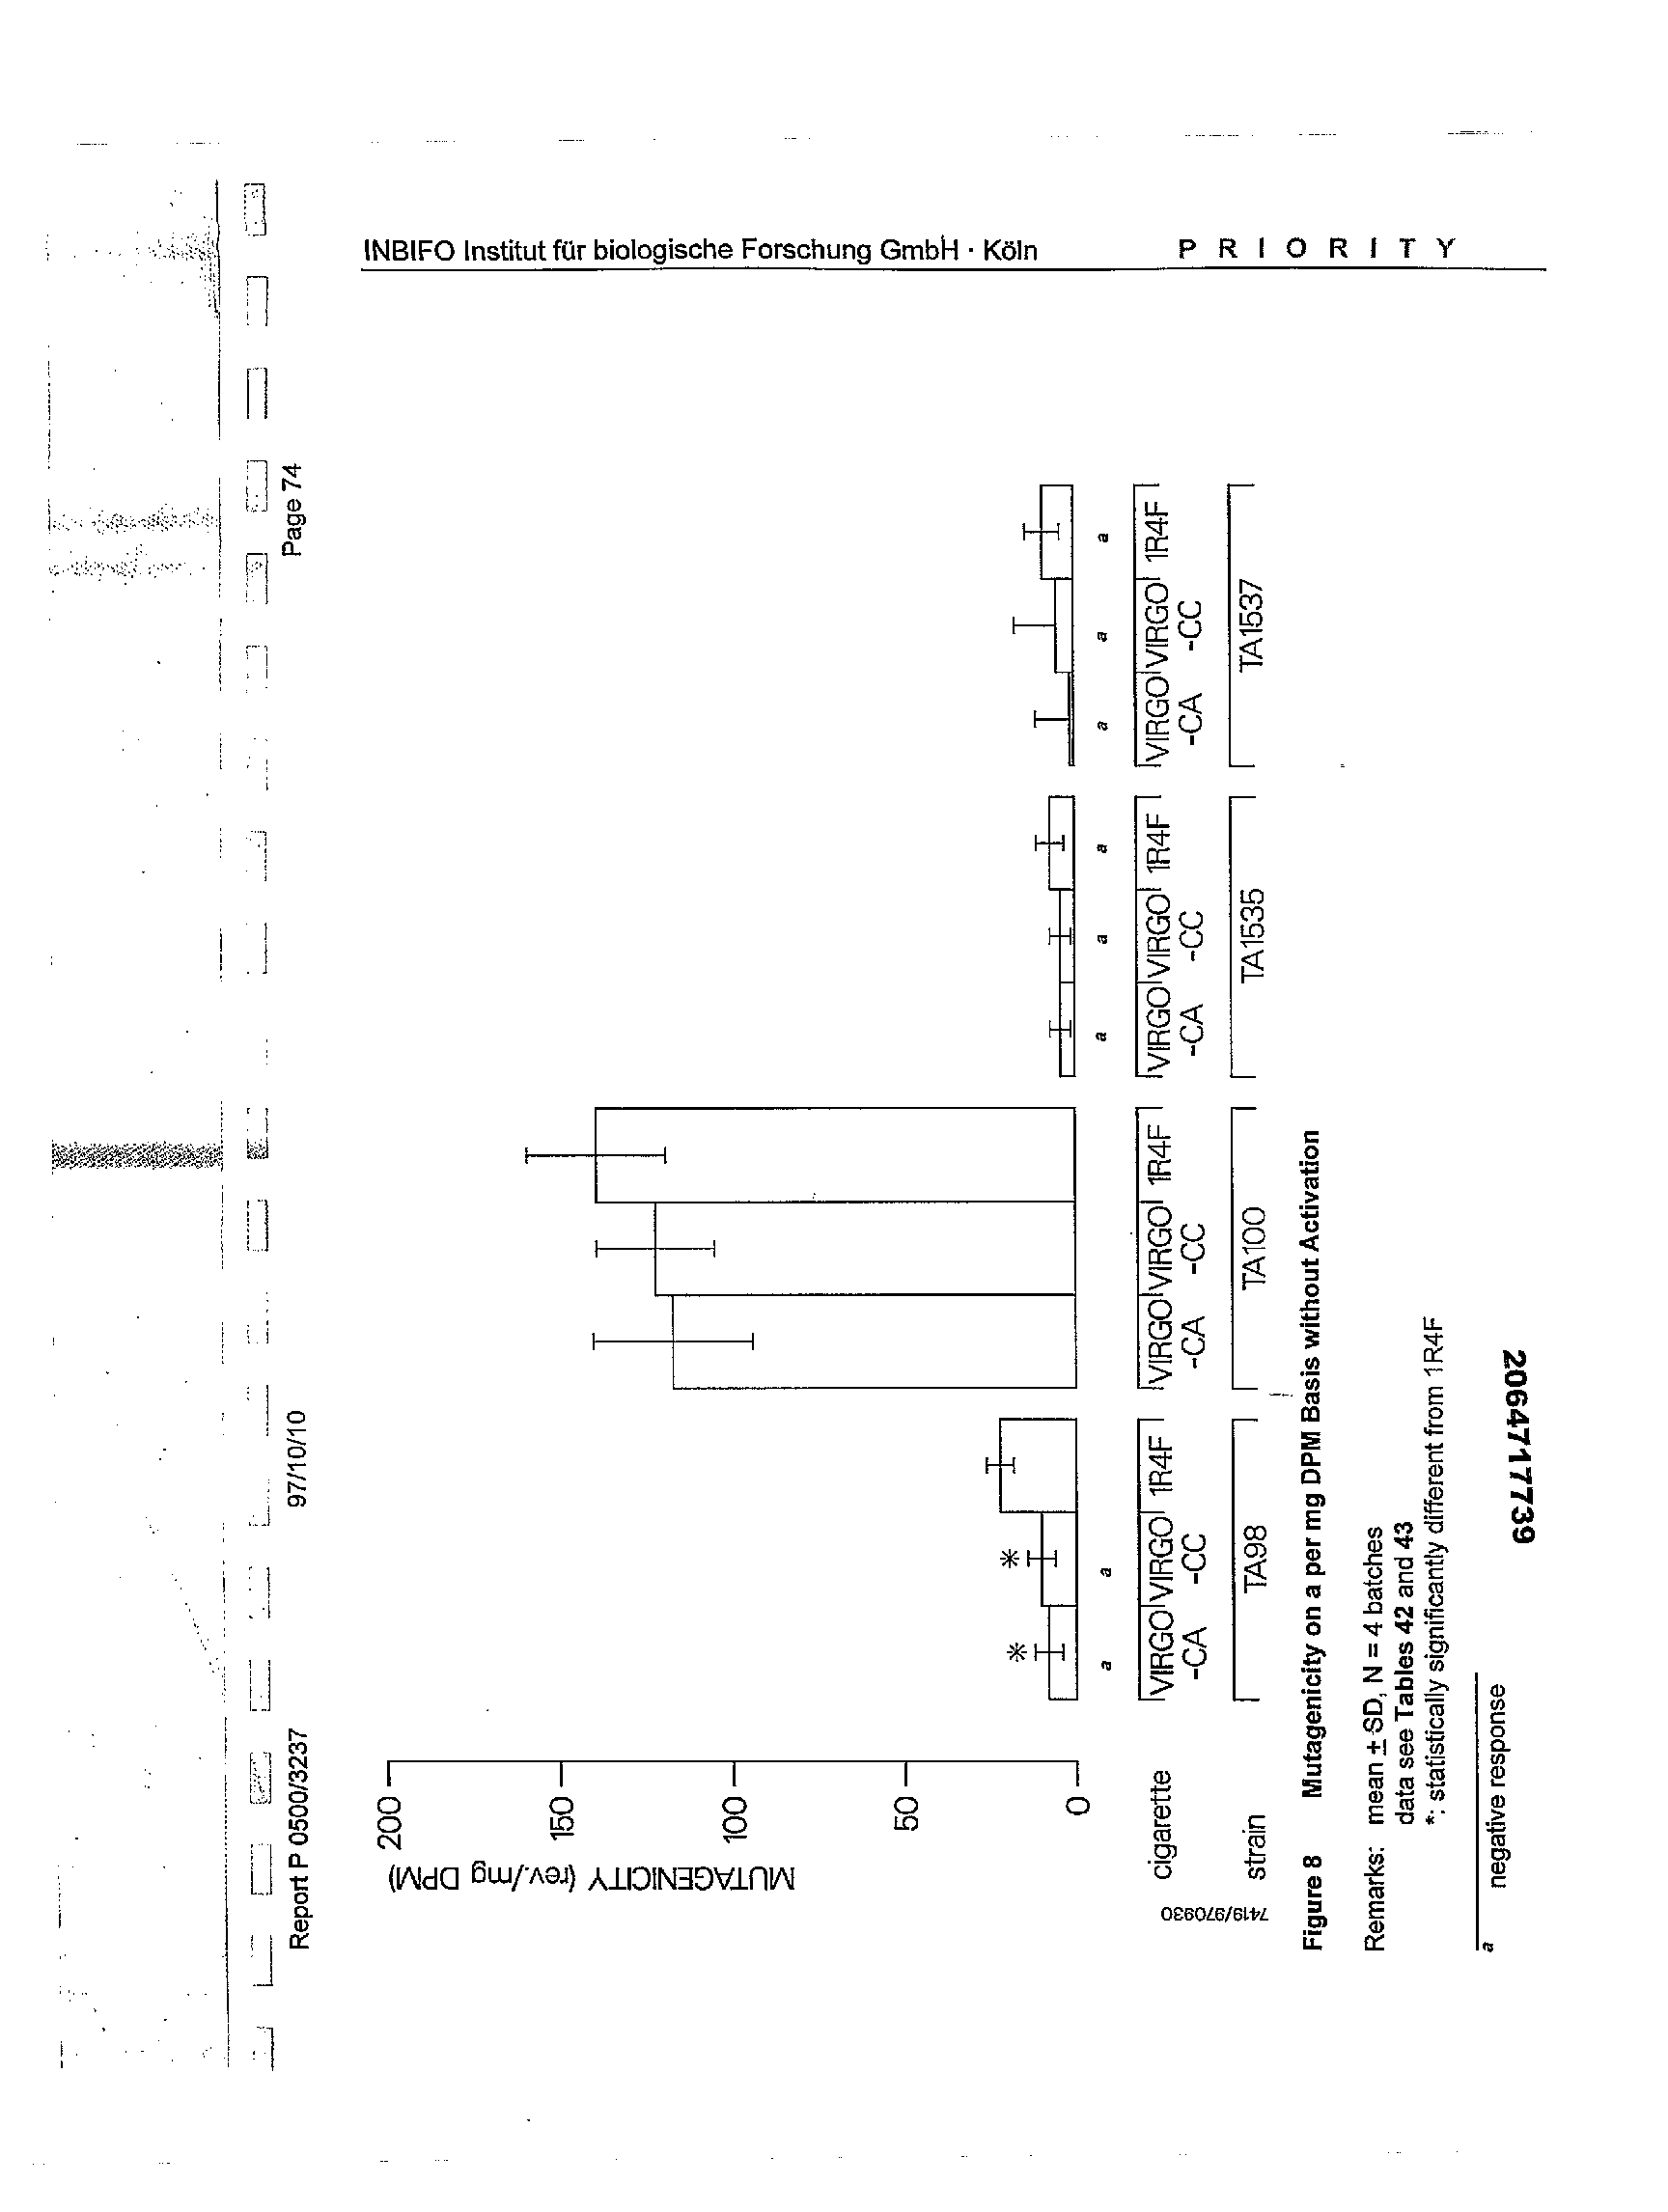 INBIFO Institut für biologische Forschung GmbH · Köln PRIORITY
Report P 0500/3237 97/10/10 Page 74
MUTAGENICITY (rev./mg DPM)
200
150
100
50
0
* *
a a a a a a a a
cigarette VIRGO VIRGO 1R4F VIRGO VIRGO 1R4F VIRGO VIRGO 1R4F VIRGO VIRGO 1R4F
-CA -CC -CA -CC -CA -CC -CA -CC
strain TA98 TA100 TA1535 TA1537
7419/970930
Figure 8 Mutagenicity on a per mg DPM Basis without Activation
Remarks: mean ± SD, N = 4 batches
data see Tables 42 and 43
*: statistically significantly different from 1R4F
a negative response
2064717739